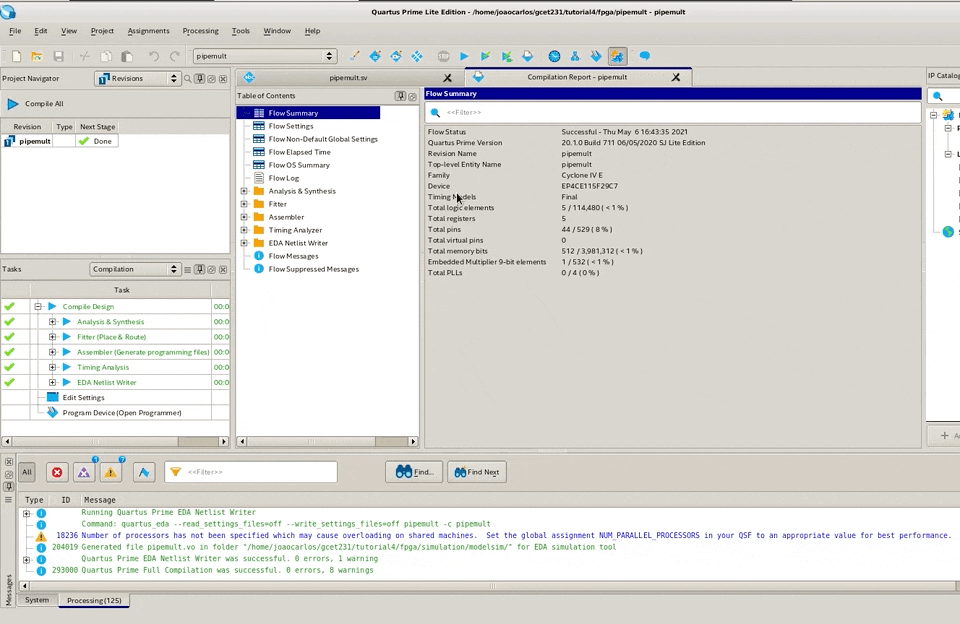 Quartus Prime Lite Edition - /home/joaocarlos/gcet231/tutorial4/fpga/pipemult - pipemult
File Edit View Project Assignments Processing Tools Window Help
pipemult
Project Navigator Revisions
Compile All
Revision Type Next Stage
pipemult Done
Tasks Compilation
Task
Compile Design 00:0
Analysis & Synthesis 00:0
Fitter (Place & Route) 00:0
Assembler (Generate programming files) 00:0
Timing Analysis 00:0
EDA Netlist Writer 00:0
Edit Settings
Program Device (Open Programmer)
pipemult.sv
Compilation Report - pipemult
Table of Contents
Flow Summary
Flow Settings
Flow Non-Default Global Settings
Flow Elapsed Time
Flow OS Summary
Flow Log
Analysis & Synthesis
Fitter
Assembler
Timing Analyzer
EDA Netlist Writer
Flow Messages
Flow Suppressed Messages
Flow Summary
<<Filter>>
Flow Status Successful - Thu May 6 16:43:35 2021
Quartus Prime Version 20.1.0 Build 711 06/05/2020 SJ Lite Edition
Revision Name pipemult
Top-level Entity Name pipemult
Family Cyclone IV E
Device EP4CE115F29C7
Timing Models Final
Total logic elements 5 / 114,480 ( < 1 % )
Total registers 5
Total pins 44 / 529 ( 8 % )
Total virtual pins 0
Total memory bits 512 / 3,981,312 ( < 1 % )
Embedded Multiplier 9-bit elements 1 / 532 ( < 1 % )
Total PLLs 0 / 4 ( 0 % )
IP Catalog
All <<Filter>> Find... Find Next
Type ID Message
Running Quartus Prime EDA Netlist Writer
Command: quartus_eda --read_settings_files=off --write_settings_files=off pipemult -c pipemult
18236 Number of processors has not been specified which may cause overloading on shared machines. Set the global assignment NUM_PARALLEL_PROCESSORS in your QSF to an appropriate value for best performance.
204019 Generated file pipemult.vo in folder "/home/joaocarlos/gcet231/tutorial4/fpga/simulation/modelsim/" for EDA simulation tool
Quartus Prime EDA Netlist Writer was successful. 0 errors, 1 warning
293000 Quartus Prime Full Compilation was successful. 0 errors, 8 warnings
Messages
System Processing (125)